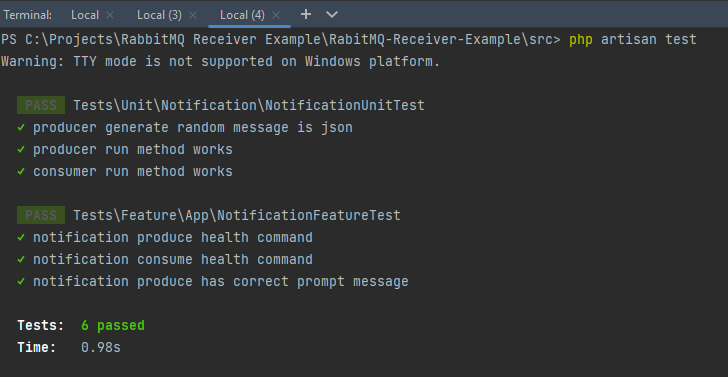 Terminal: Local × Local (3) × Local (4) × +
PS C:\Projects\RabbitMQ Receiver Example\RabitMQ-Receiver-Example\src> php artisan test
Warning: TTY mode is not supported on Windows platform.
PASS Tests\Unit\Notification\NotificationUnitTest
✓ producer generate random message is json
✓ producer run method works
✓ consumer run method works
PASS Tests\Feature\App\NotificationFeatureTest
✓ notification produce health command
✓ notification consume health command
✓ notification produce has correct prompt message
Tests: 6 passed
Time: 0.98s